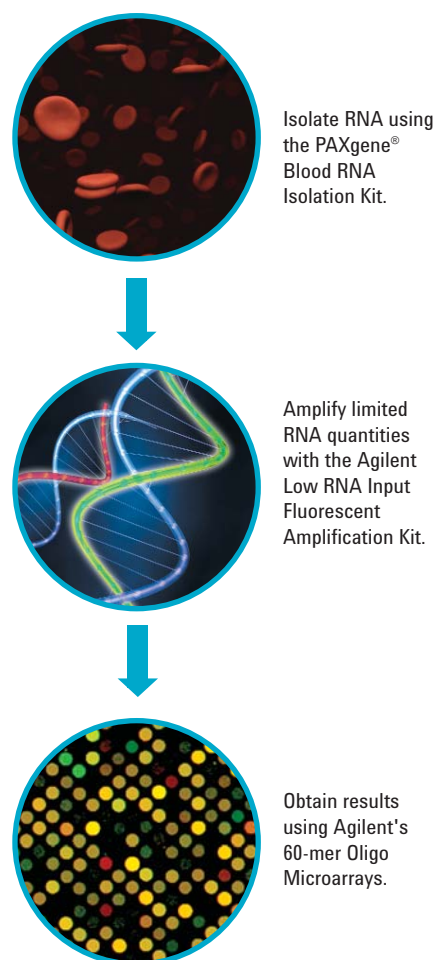 Isolate RNA using
the PAXgene®
Blood RNA
Isolation Kit.
Amplify limited
RNA quantities
with the Agilent
Low RNA Input
Fluorescent
Amplification Kit.
Obtain results
using Agilent's
60-mer Oligo
Microarrays.